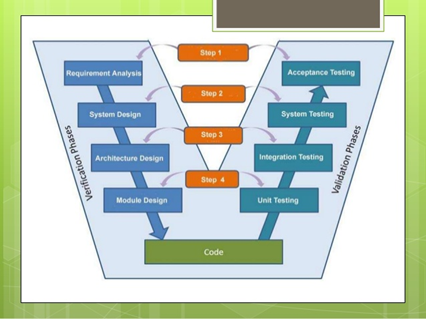 Step 1
Requirement Analysis
Acceptance Testing
Step 2
System Design
System Testing
Step 3
Architecture Design
Integration Testing
Step 4
Module Design
Unit Testing
Verification Phases
Validation Phases
Code